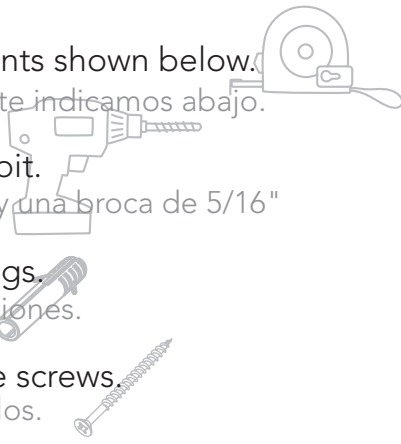 nts shown below.
te indicamos abajo.
bit.
y una broca de 5/16"
gs.
iones.
e screws.
los.